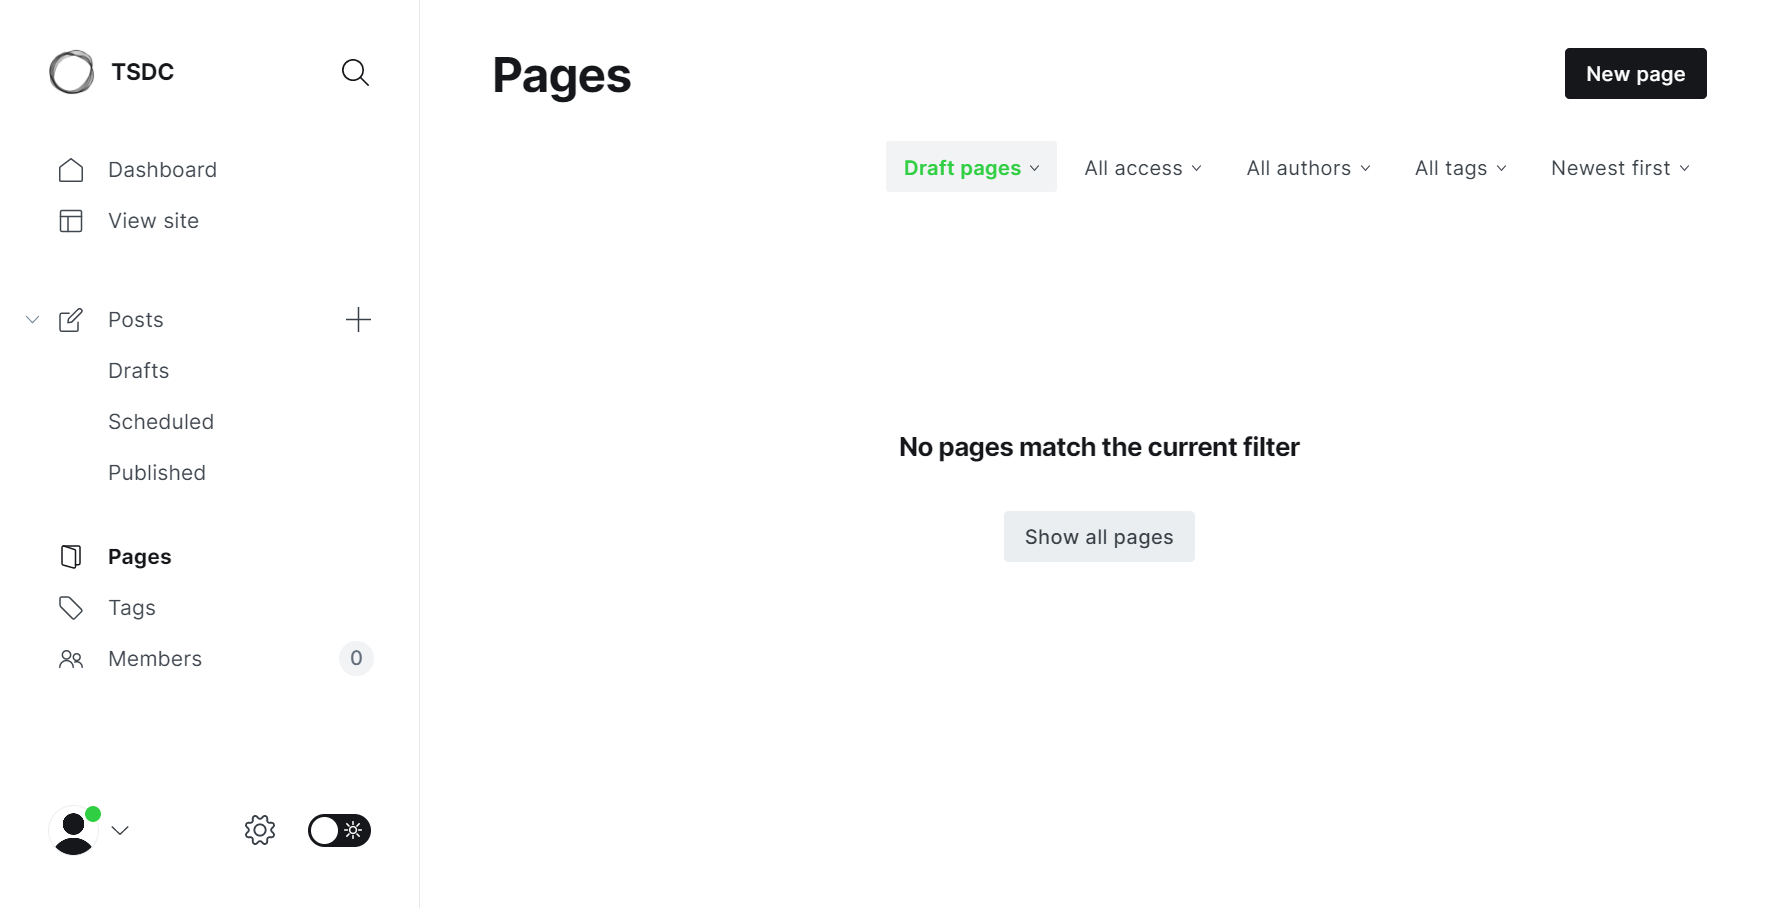 TSDC
Dashboard
View site
Posts
Drafts
Scheduled
Published
Pages
Tags
Members 0
Pages
New page
Draft pages All access All authors All tags Newest first
No pages match the current filter
Show all pages